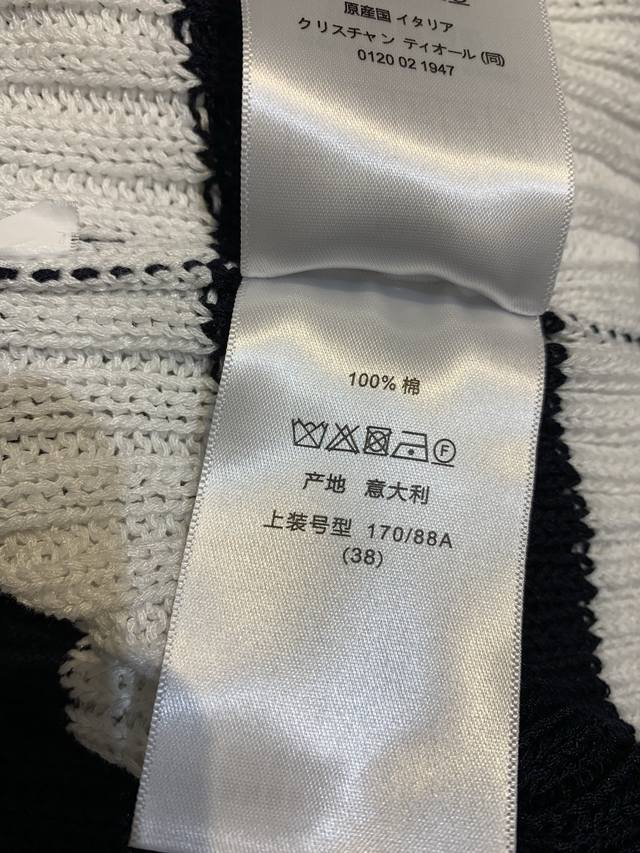 原産国 イタリア
クリスチャン ディオール (同)
0120 02 1947
100% 棉
F
产地 意大利
上装号型 170/88A
(38)